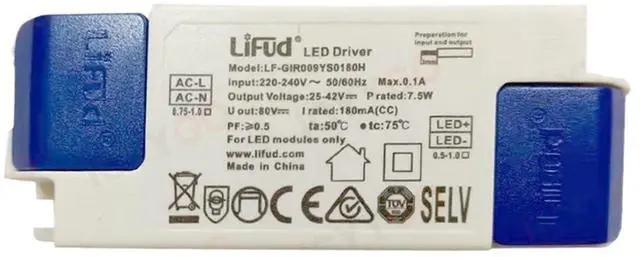 LiFud
LiFud® LED Driver
Preparation for
input and output
Model:LF-GIR009YS0180H
Input:220-240V～50/60Hz Max.0.1A
Output Voltage:25-42V⎓ P rated:7.5W
U out:80V⎓ I rated:180mA(CC)
PF:≥0.5 ta:50℃ ●tc:75℃
For LED modules only
www.lifud.com
Made in China
AC-L
AC-N
0.75-1.0
LED+
LED-
0.5-1.0
CE
TÜV
SELV
LiFud